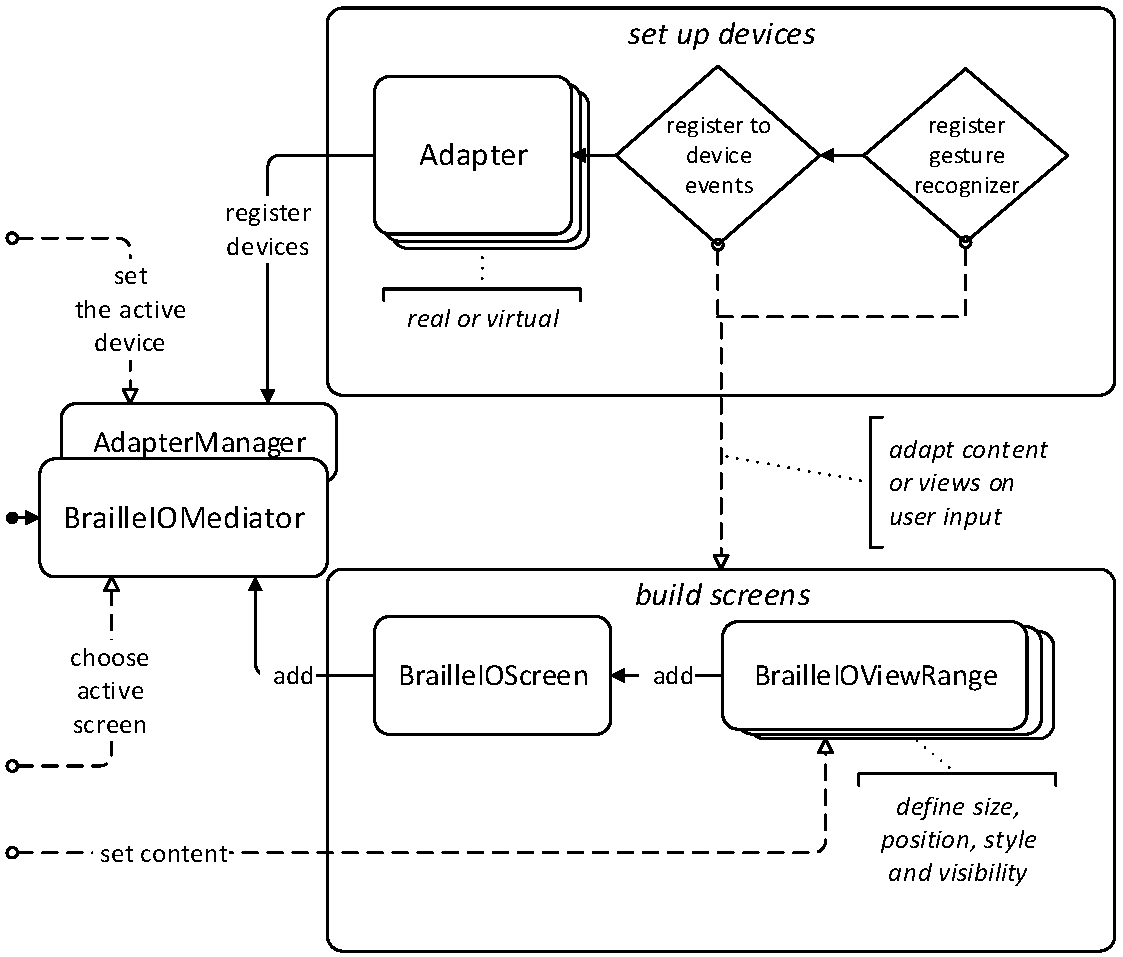 set up devices
Adapter
register to
device
events
register
gesture
recognizer
register
devices
real or virtual
set
the active
device
AdapterManager
BrailleIOMediator
adapt content
or views on
user input
build screens
choose
active
screen
add
BrailleIOScreen
add
BrailleIOViewRange
define size,
position, style
and visibility
set content